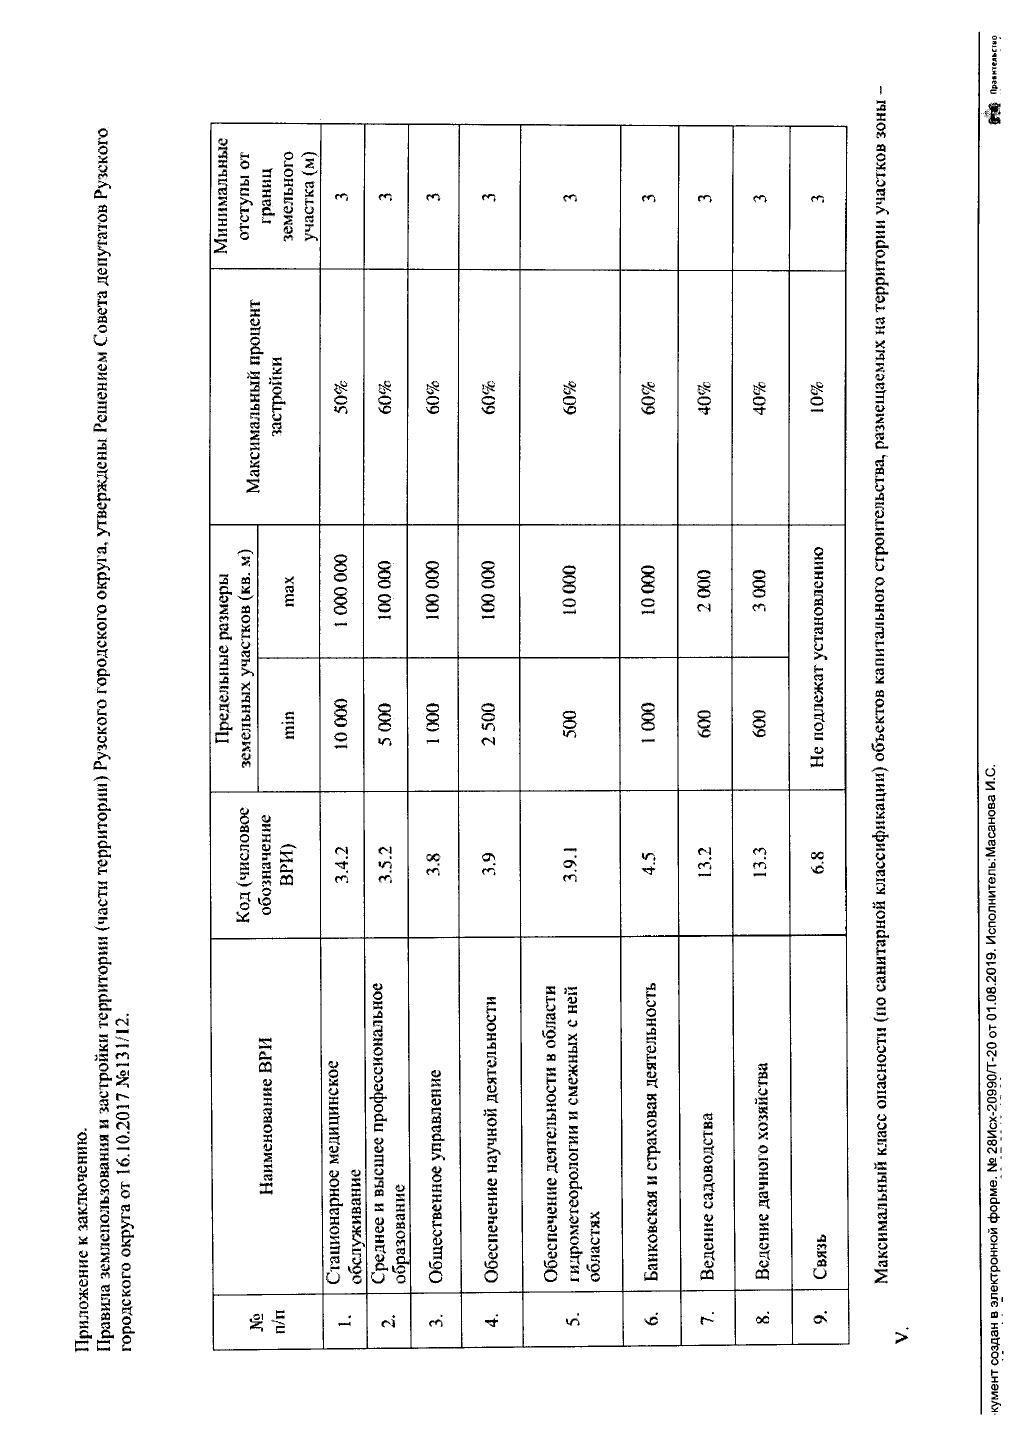 Приложение к заключению.
Правила землепользования и застройки территории (части территории) Рузского городского округа, утверждены Решением Совета депутатов Рузского
городского округа от 16.10.2017 №131/12.
№ п/п
Наименование ВРИ
Код (числовое обозначение ВРИ)
Предельные размеры земельных участков (кв. м)
Максимальный процент застройки
Минимальные отступы от границ земельного участка (м)
min
max
1. Стационарное медицинское обслуживание 3.4.2 10 000 1 000 000 50% 3
2. Среднее и высшее профессиональное образование 3.5.2 5 000 100 000 60% 3
3. Общественное управление 3.8 1 000 100 000 60% 3
4. Обеспечение научной деятельности 3.9 2 500 100 000 60% 3
5. Обеспечение деятельности в области гидрометеорологии и смежных с ней областях 3.9.1 500 10 000 60% 3
6. Банковская и страховая деятельность 4.5 1 000 10 000 60% 3
7. Ведение садоводства 13.2 600 2 000 40% 3
8. Ведение дачного хозяйства 13.3 600 3 000 40% 3
9. Связь 6.8 Не подлежат установлению 10% 3
Максимальный класс опасности (по санитарной классификации) объектов капитального строительства, размещаемых на территории участков зоны –
V.
кумент создан в электронной форме. № 28Исх-20990/Т-20 от 01.08.2019. Исполнитель:Масанова И.С.
Правительство